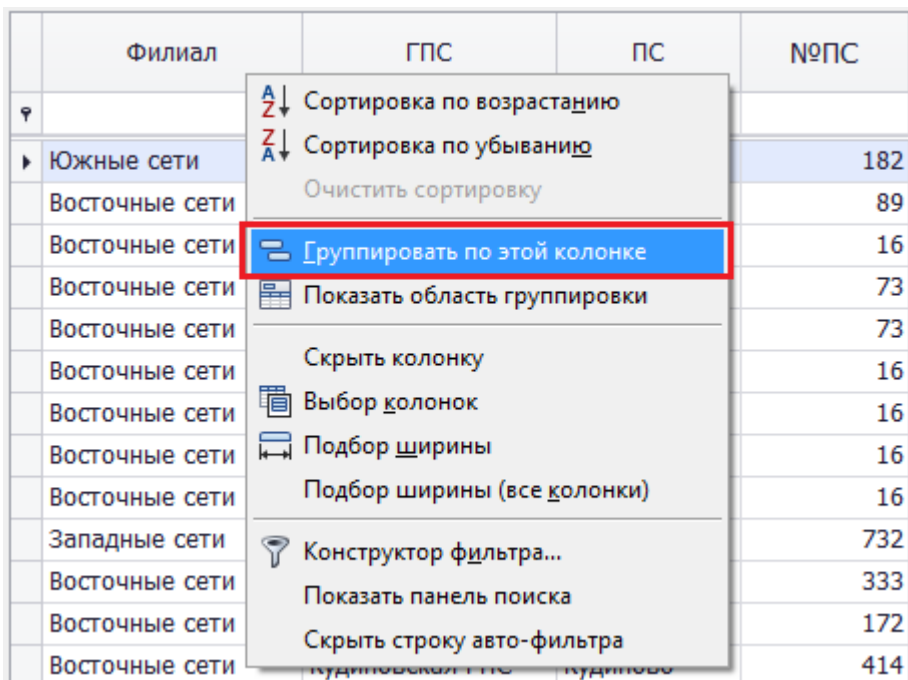 Филиал ГПС ПС №ПС
Сортировка по возрастанию
Южные сети 182
Сортировка по убыванию
Восточные сети 89
Очистить сортировку
Восточные сети 16
Группировать по этой колонке
Восточные сети 73
Показать область группировки
Восточные сети 73
Восточные сети 16
Скрыть колонку
Восточные сети 16
Выбор колонок
Восточные сети 16
Подбор ширины
Восточные сети 16
Подбор ширины (все колонки)
Западные сети 732
Конструктор фильтра...
Восточные сети 333
Показать панель поиска
Восточные сети 172
Скрыть строку авто-фильтра
Восточные сети Кудиновская ГПС Кудиново 414